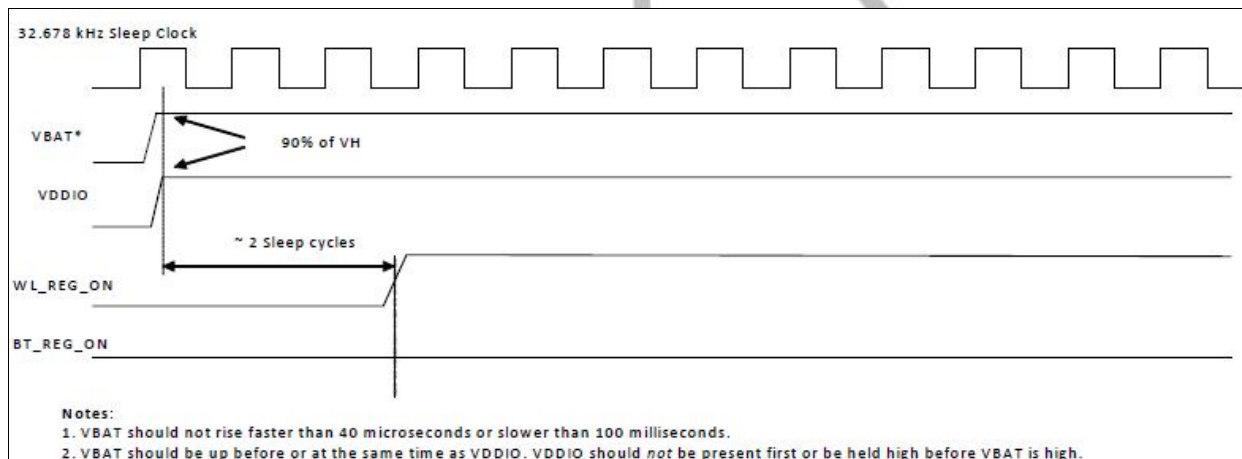 32.678 kHz Sleep Clock
VBAT*
90% of VH
VDDIO
~ 2 Sleep cycles
WL_REG_ON
BT_REG_ON
Notes:
1. VBAT should not rise faster than 40 microseconds or slower than 100 milliseconds.
2. VBAT should be up before or at the same time as VDDIO. VDDIO should not be present first or be held high before VBAT is high.